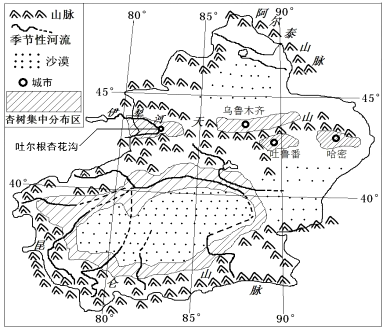 山脉
季节性河流
沙漠
城市
杏树集中分布区
80°
85°
90°
阿尔泰山脉
45°
45°
河
天山
乌鲁木齐
吐鲁番
哈密
吐尔根杏花沟
40°
40°
昆仑山脉
80°
85°
90°